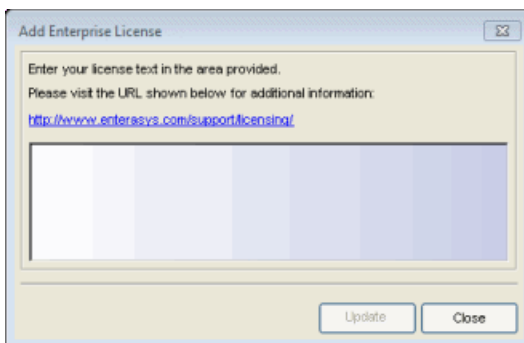 Add Enterprise License
Enter your license text in the area provided.
Please visit the URL shown below for additional information:
http://www.enterasys.com/support/licensing/
Update
Close